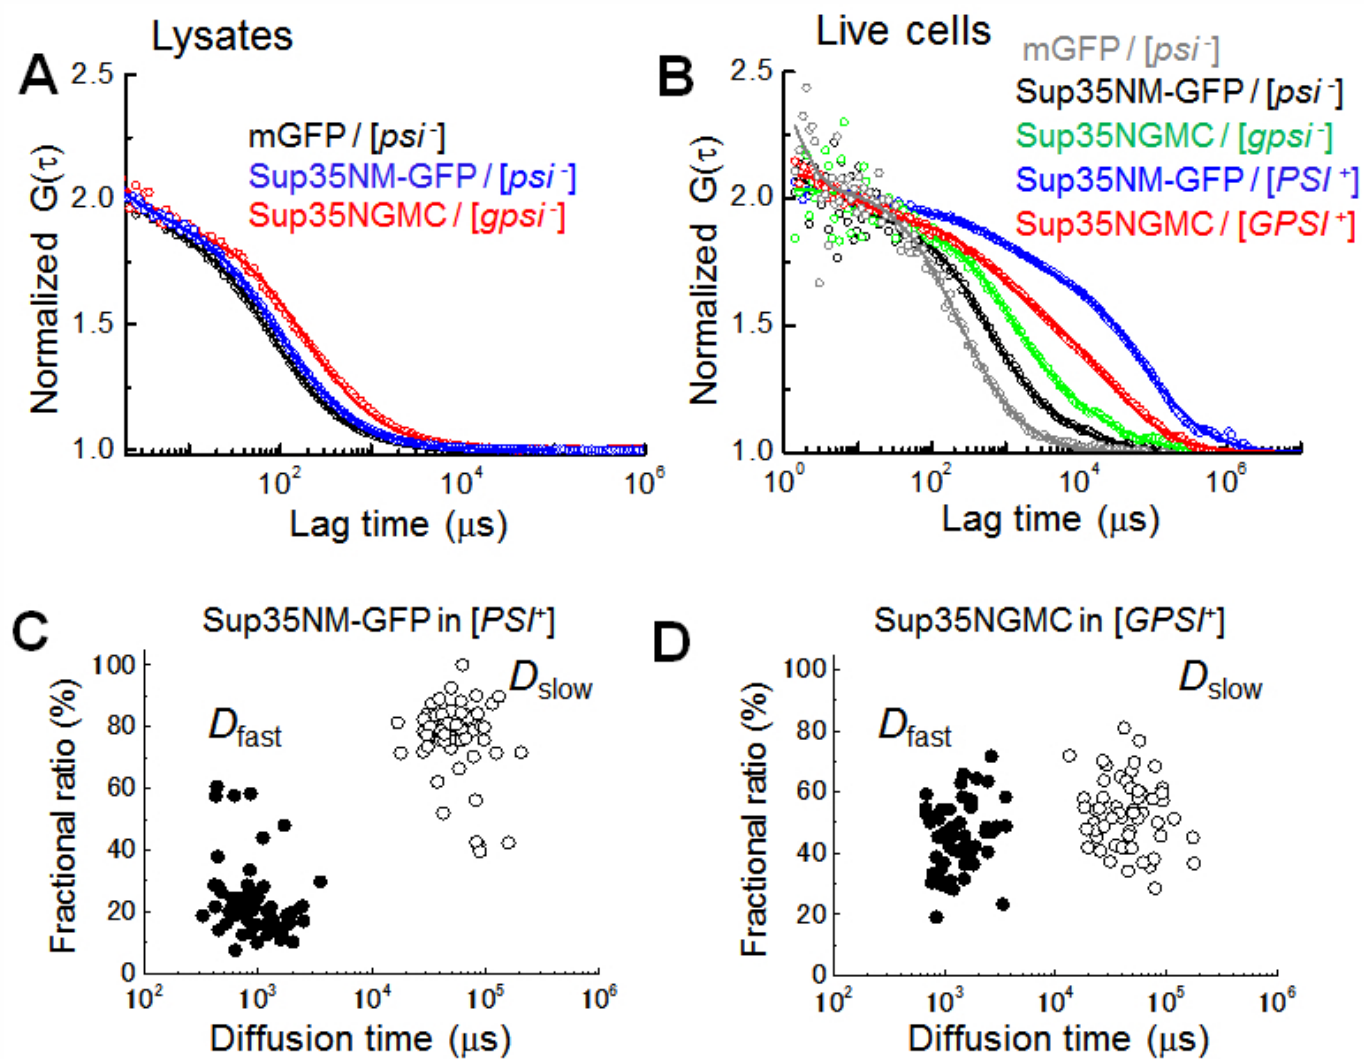 Lysates
A
2.5
2.0
1.5
1.0
Normalized G(τ)
mGFP / [psi⁻]
Sup35NM-GFP / [psi⁻]
Sup35NGMC / [gpsi⁻]
10² 10⁴ 10⁶
Lag time (μs)
Live cells
B
2.5
2.0
1.5
1.0
Normalized G(τ)
mGFP / [psi⁻]
Sup35NM-GFP / [psi⁻]
Sup35NGMC / [gpsi⁻]
Sup35NM-GFP / [PSI⁺]
Sup35NGMC / [GPSI⁺]
10⁰ 10² 10⁴ 10⁶
Lag time (μs)
C
Sup35NM-GFP in [PSI⁺]
100
80
60
40
20
0
Fractional ratio (%)
Dfast
Dslow
10² 10³ 10⁴ 10⁵ 10⁶
Diffusion time (μs)
D
Sup35NGMC in [GPSI⁺]
100
80
60
40
20
0
Fractional ratio (%)
Dfast
Dslow
10² 10³ 10⁴ 10⁵ 10⁶
Diffusion time (μs)